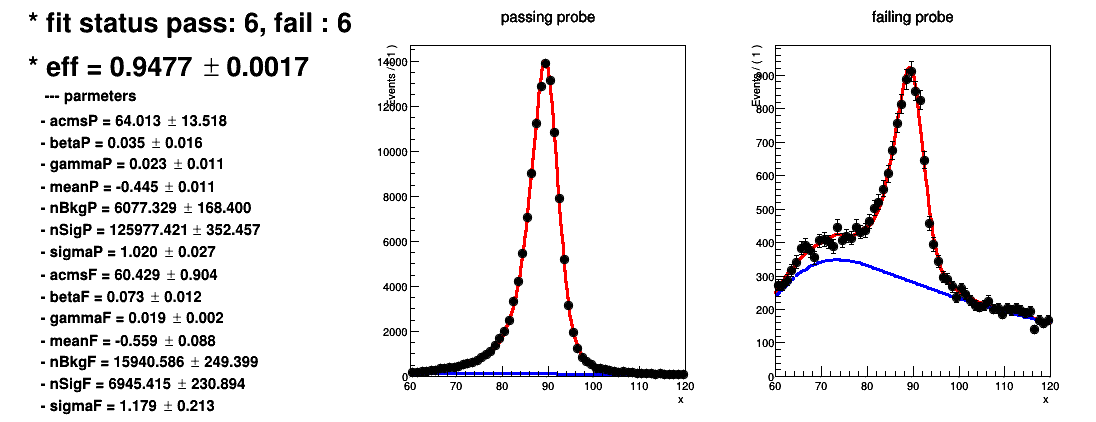 * fit status pass: 6, fail : 6
* eff = 0.9477 ± 0.0017
--- parmeters
- acmsP = 64.013 ± 13.518
- betaP = 0.035 ± 0.016
- gammaP = 0.023 ± 0.011
- meanP = -0.445 ± 0.011
- nBkgP = 6077.329 ± 168.400
- nSigP = 125977.421 ± 352.457
- sigmaP = 1.020 ± 0.027
- acmsF = 60.429 ± 0.904
- betaF = 0.073 ± 0.012
- gammaF = 0.019 ± 0.002
- meanF = -0.559 ± 0.088
- nBkgF = 15940.586 ± 249.399
- nSigF = 6945.415 ± 230.894
- sigmaF = 1.179 ± 0.213
passing probe
Events / ( 1 )
14000
12000
10000
8000
6000
4000
2000
0
60 70 80 90 100 110 120
x
failing probe
Events / ( 1 )
900
800
700
600
500
400
300
200
100
0
60 70 80 90 100 110 120
x